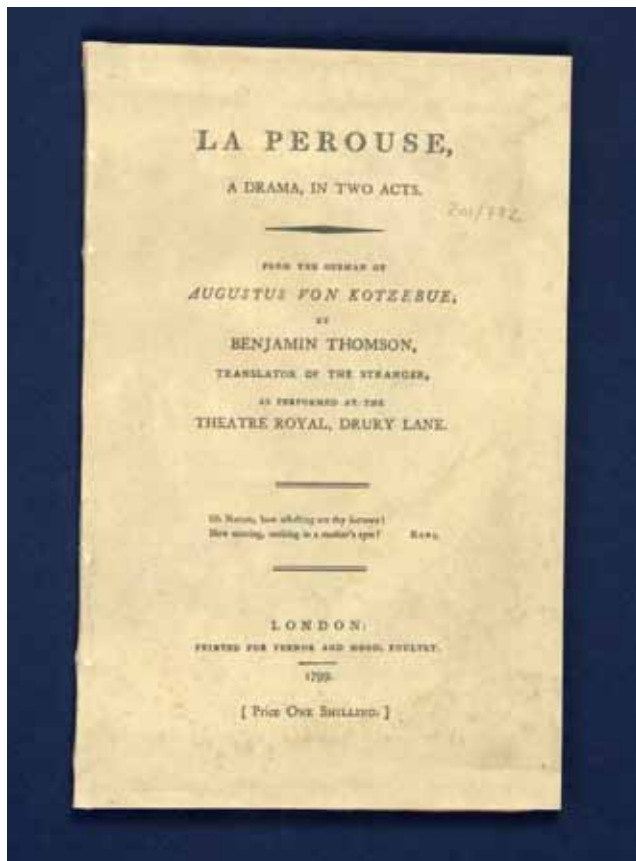 LA PEROUSE,
A DRAMA, IN TWO ACTS.
201/772
FROM THE GERMAN OF
AUGUSTUS VON KOTZEBUE,
BY
BENJAMIN THOMSON,
TRANSLATOR OF THE STRANGER,
AS PERFORMED AT THE
THEATRE ROYAL, DRURY LANE.
Oh Nature, how affecting are thy
How moving, in a mother's eye!
LONDON:
PRINTED FOR VERNOR AND HOOD, POULTRY.
1799.
[ Price ONE SHILLING. ]